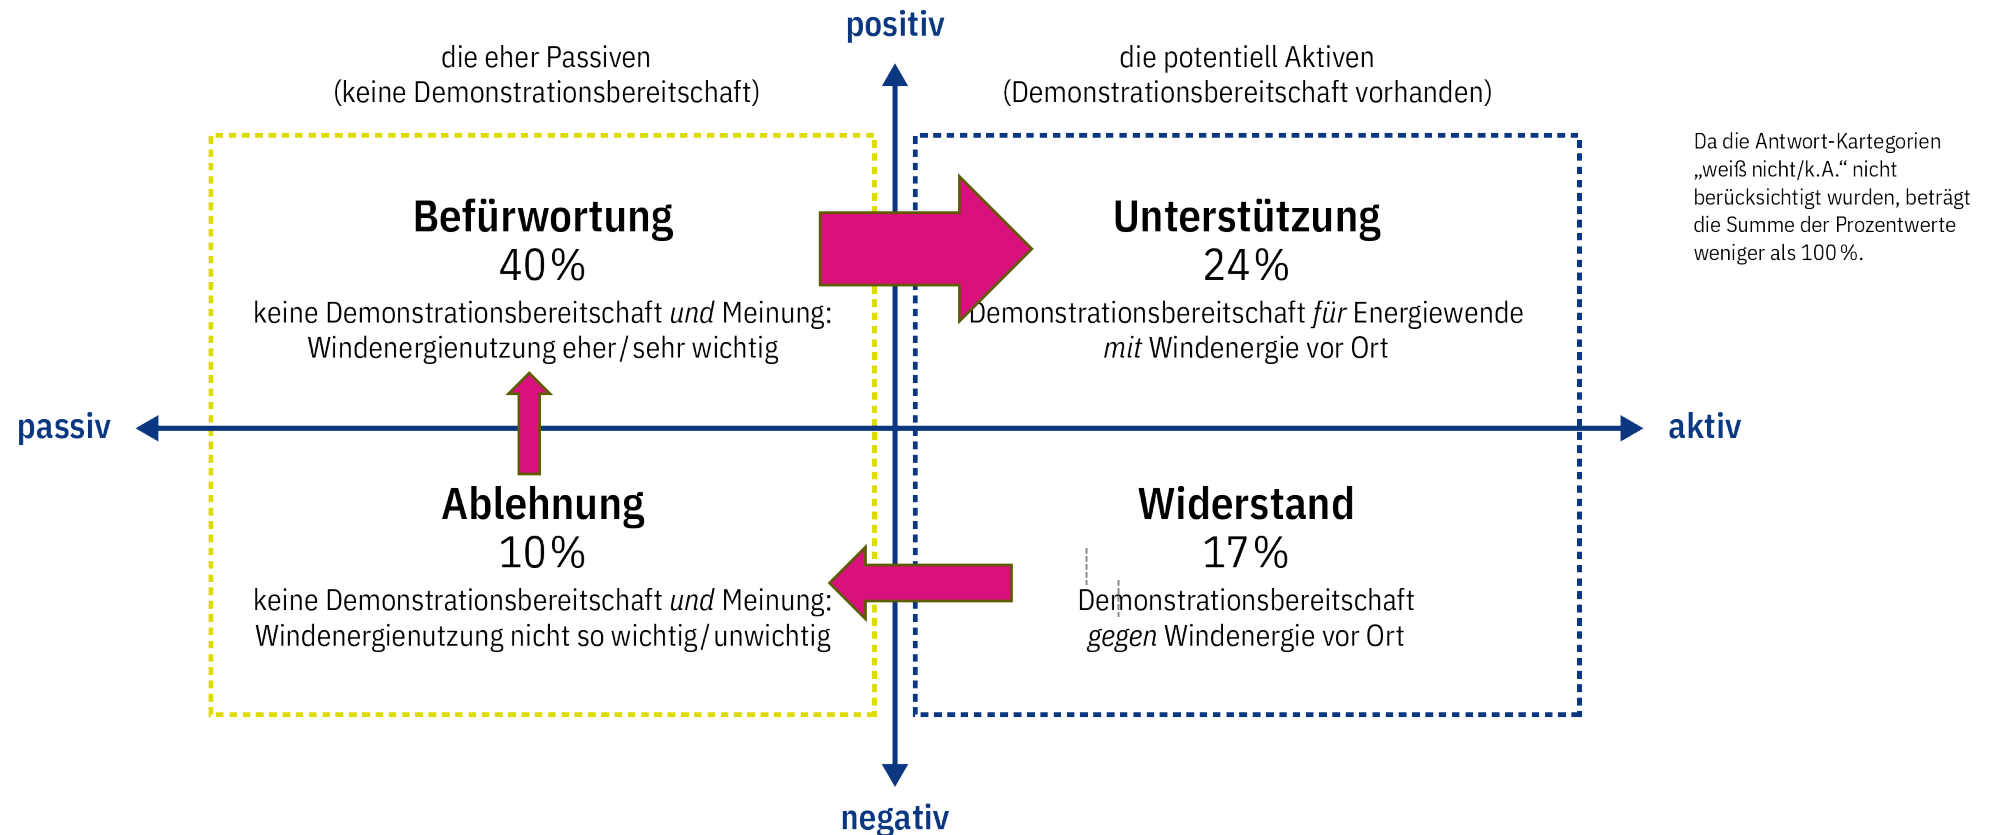 positiv
die eher Passiven
(keine Demonstrationsbereitschaft)
die potentiell Aktiven
(Demonstrationsbereitschaft vorhanden)
Da die Antwort-Kartegorien
„weiß nicht/k.A.“ nicht
berücksichtigt wurden, beträgt
die Summe der Prozentwerte
weniger als 100 %.
Befürwortung
40 %
keine Demonstrationsbereitschaft und Meinung:
Windenergienutzung eher / sehr wichtig
Unterstützung
24 %
Demonstrationsbereitschaft für Energiewende
mit Windenergie vor Ort
passiv
aktiv
Ablehnung
10 %
keine Demonstrationsbereitschaft und Meinung:
Windenergienutzung nicht so wichtig / unwichtig
Widerstand
17 %
Demonstrationsbereitschaft
gegen Windenergie vor Ort
negativ